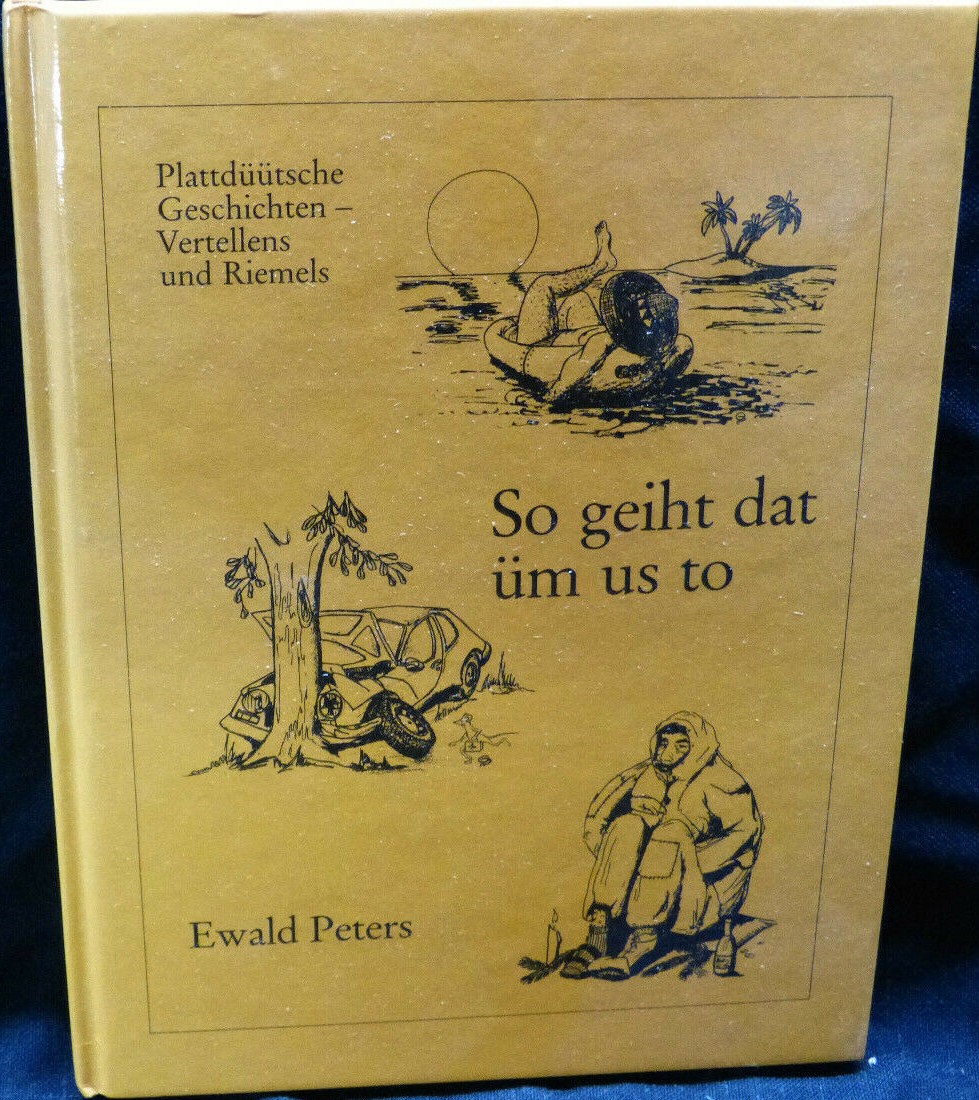 Plattdüütsche
Geschichten –
Vertellens
und Riemels
So geiht dat
üm us to
Ewald Peters